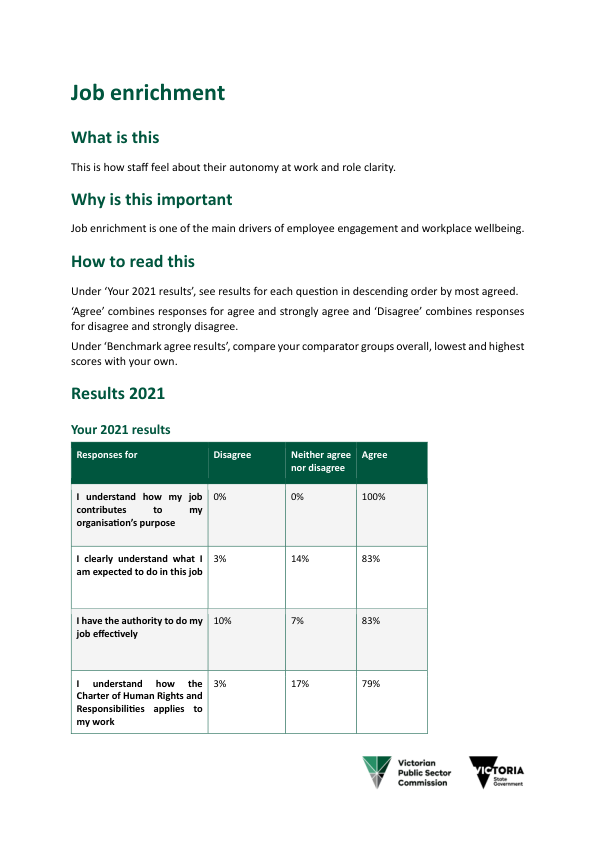 Job enrichment
What is this
This is how staff feel about their autonomy at work and role clarity.
Why is this important
Job enrichment is one of the main drivers of employee engagement and workplace wellbeing.
How to read this
Under ‘Your 2021 results’, see results for each question in descending order by most agreed.
‘Agree’ combines responses for agree and strongly agree and ‘Disagree’ combines responses
for disagree and strongly disagree.
Under ‘Benchmark agree results’, compare your comparator groups overall, lowest and highest
scores with your own.
Results 2021
Your 2021 results
Responses for Disagree Neither agree Agree
nor disagree
I understand how my job 0% 0% 100%
contributes to my
organisation’s purpose
I clearly understand what I 3% 14% 83%
am expected to do in this job
I have the authority to do my 10% 7% 83%
job effectively
I understand how the 3% 17% 79%
Charter of Human Rights and
Responsibilities applies to
my work
Victorian
Public Sector
Commission
VICTORIA
State
Government